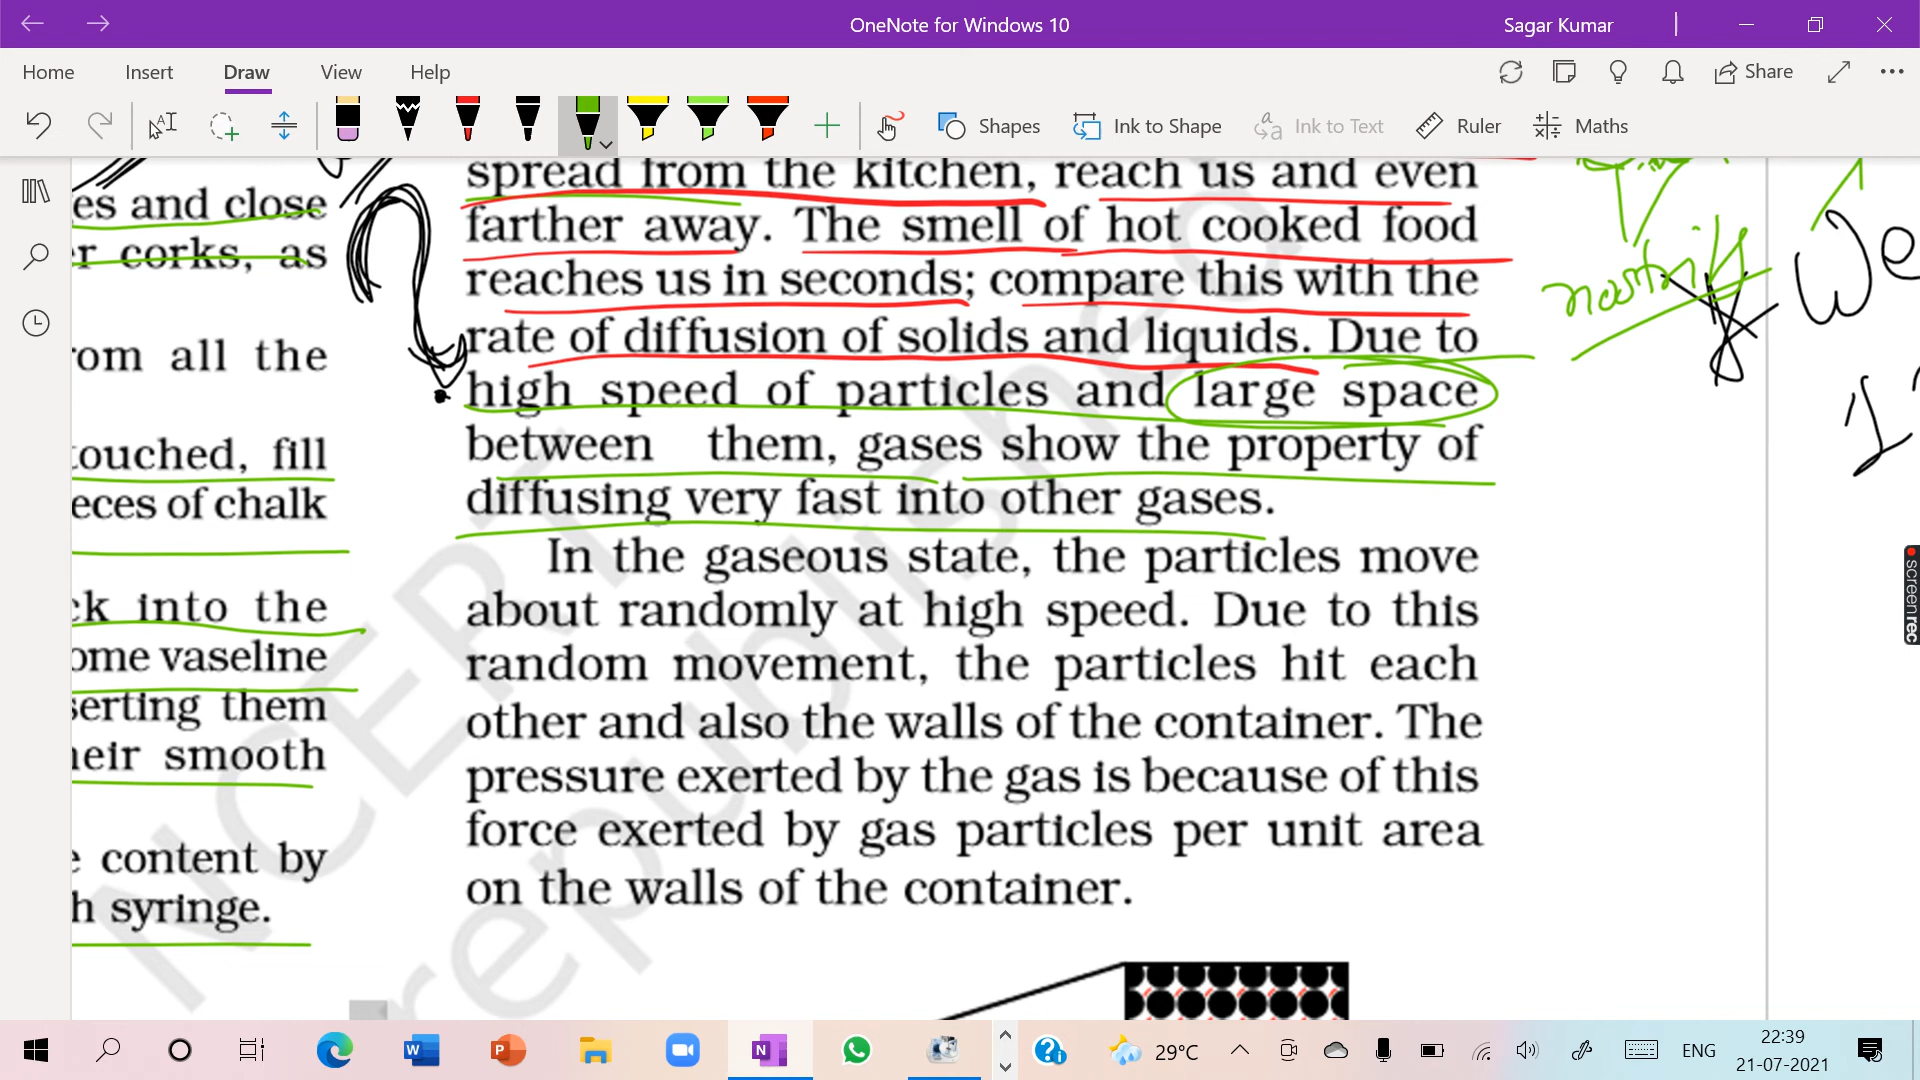 OneNote for Windows 10
Sagar Kumar
Home Insert Draw View Help
Share
Shapes
Ink to Shape
Ink to Text
Ruler
Maths
es and close
r corks, as
rom all the
touched, fill
eces of chalk
ck into the
ome vaseline
serting them
heir smooth
e content by
h syringe.
spread from the kitchen, reach us and even
farther away. The smell of hot cooked food
reaches us in seconds; compare this with the
rate of diffusion of solids and liquids. Due to
high speed of particles and large space
between them, gases show the property of
diffusing very fast into other gases.
In the gaseous state, the particles move
about randomly at high speed. Due to this
random movement, the particles hit each
other and also the walls of the container. The
pressure exerted by the gas is because of this
force exerted by gas particles per unit area
on the walls of the container.
nostrils
We
NCERT
republished
screenrec
29°C
ENG
22:39
21-07-2021